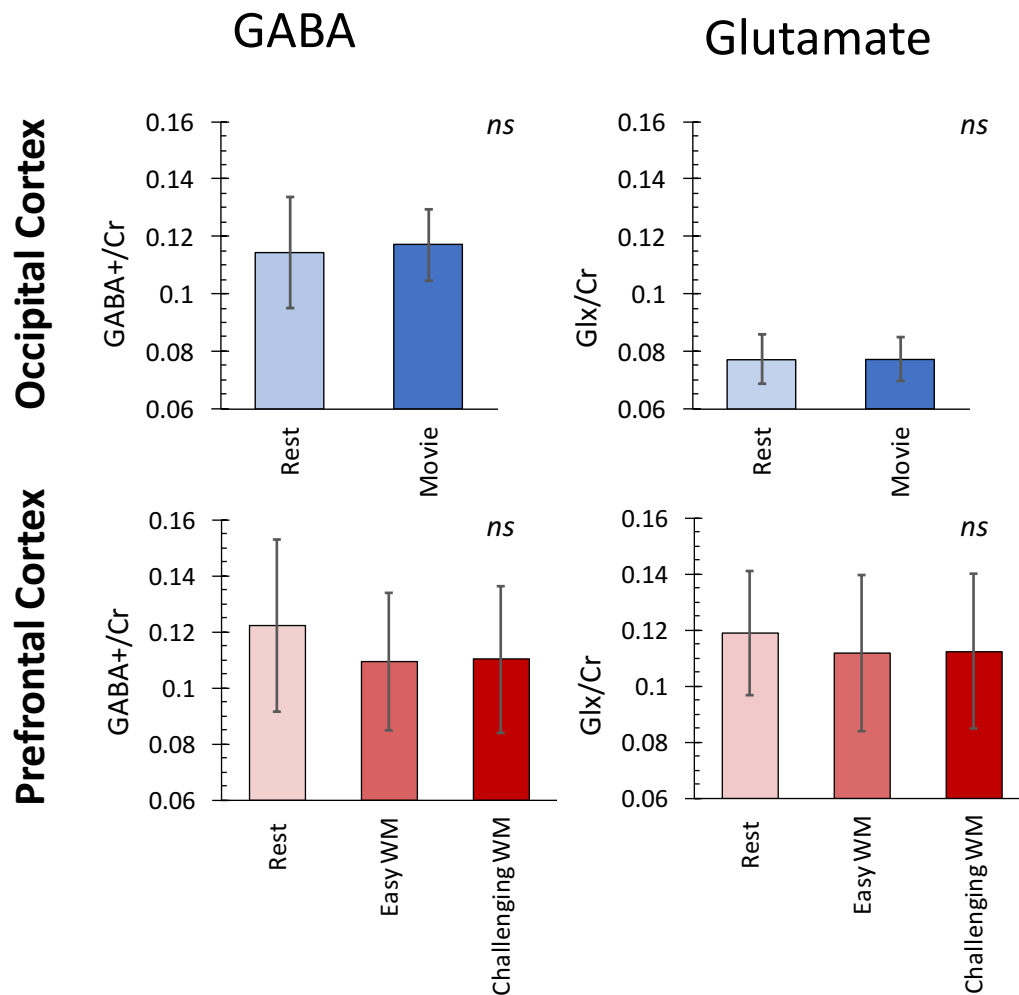 GABA
Glutamate
Occipital Cortex
GABA+/Cr
0.16
0.14
0.12
0.1
0.08
0.06
ns
Rest
Movie
Glx/Cr
0.16
0.14
0.12
0.1
0.08
0.06
ns
Rest
Movie
Prefrontal Cortex
GABA+/Cr
0.16
0.14
0.12
0.1
0.08
0.06
ns
Rest
Easy WM
Challenging WM
Glx/Cr
0.16
0.14
0.12
0.1
0.08
0.06
ns
Rest
Easy WM
Challenging WM